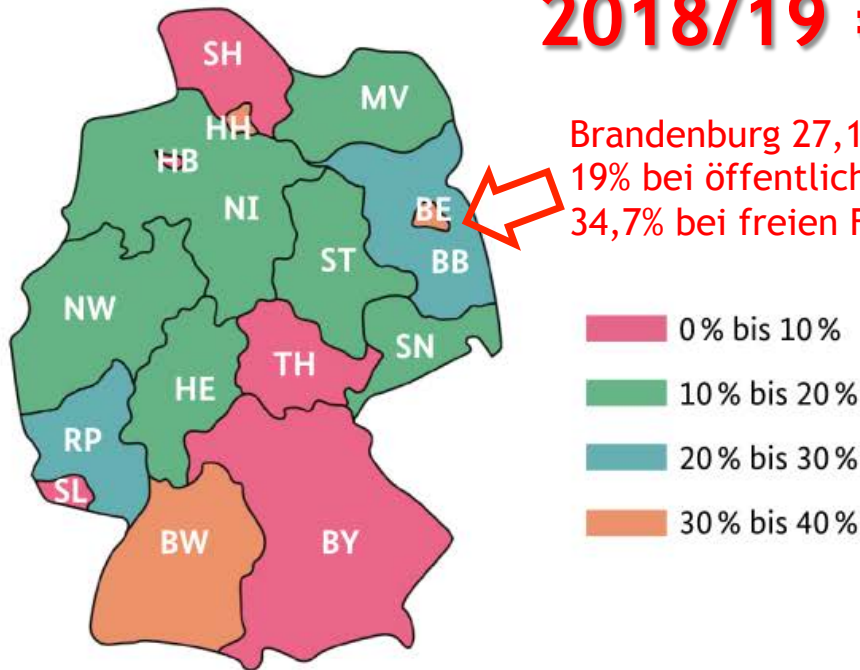 2018/19
SH
MV
HH
HB
Brandenburg 27,1
19% bei öffentlich
34,7% bei freien
NI
BE
ST
BB
NW
SN
TH
HE
RP
SL
BW
BY
0 % bis 10 %
10 % bis 20 %
20 % bis 30 %
30 % bis 40 %